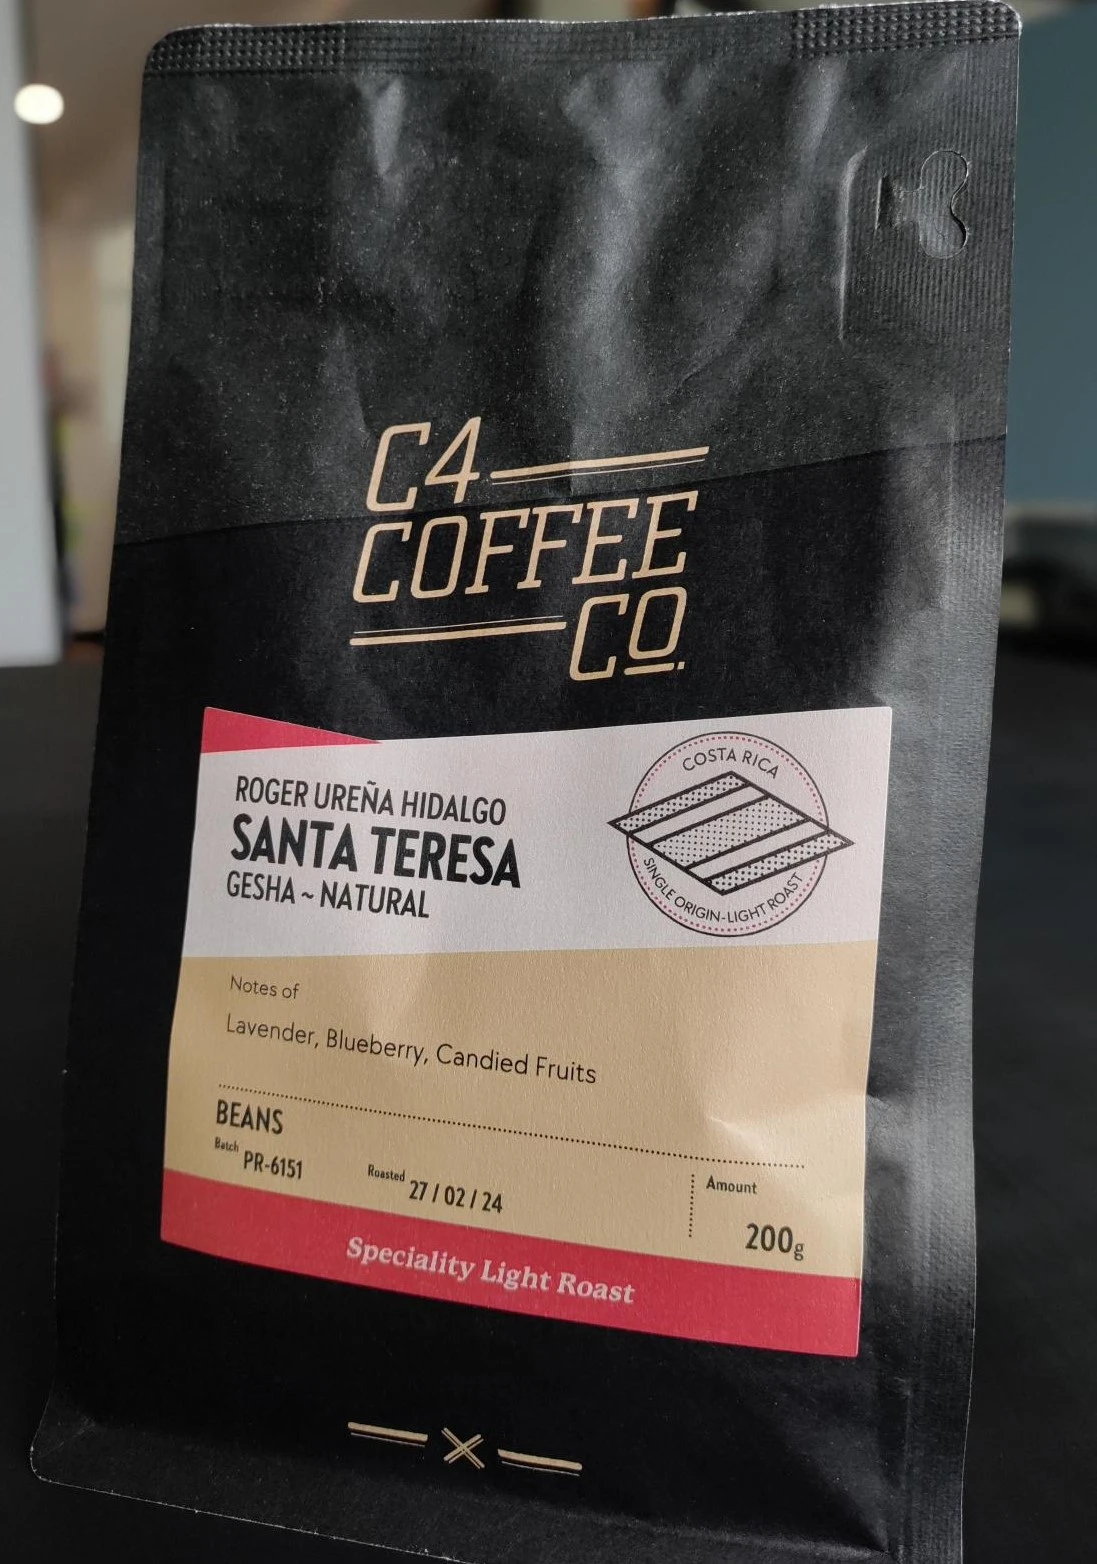 C4
COFFEE
CO.
ROGER UREÑA HIDALGO
SANTA TERESA
GESHA ~ NATURAL
COSTA RICA
SINGLE ORIGIN-LIGHT ROAST
Notes of
Lavender, Blueberry, Candied Fruits
BEANS
Batch PR-6151
Roasted 27 / 02 / 24
Amount
200g
Speciality Light Roast